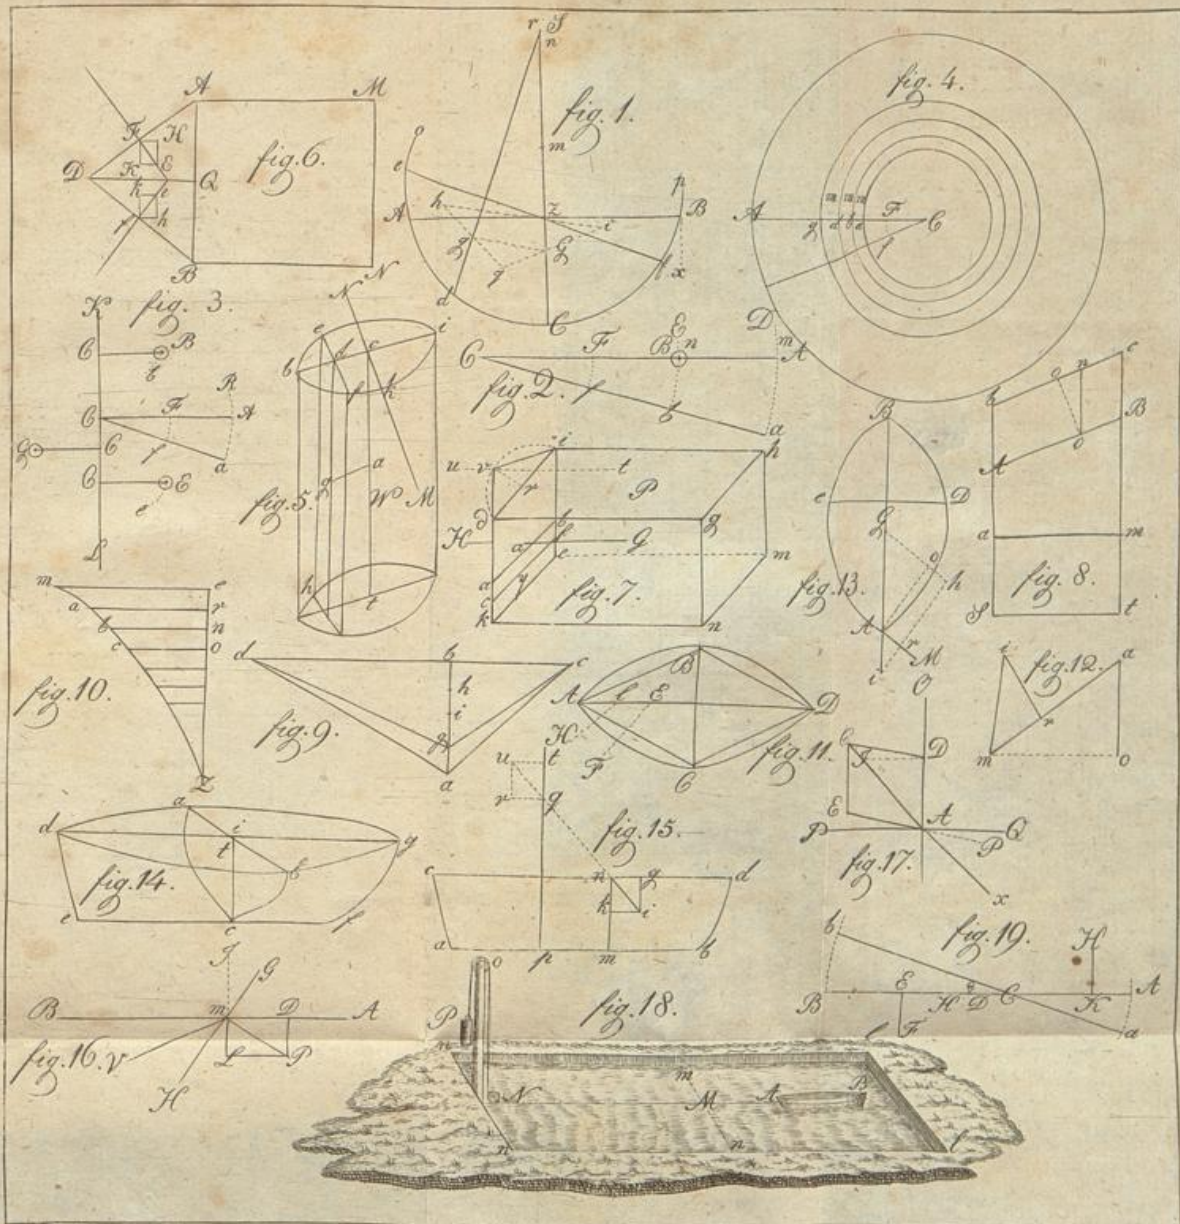 fig. 1.
r S
n
m
o
e
h
A
z
p
B
g
G
i
q
l
x
d
C
fig. 4.
A
g
m m n
a b a
F
C
f
D
fig. 6.
A M
F H
D K E Q
k e
f h
B N
fig. 3.
K
C B
b
R
C F A
f a
G C
C E
e
L
fig. 5.
N
e d c i
b f k
g a
W M
h
t
fig. 2.
E
C F B n m A
f b a
fig. 7.
u v i t h
r P
d b g
H a f G
e m
a y
c
k n
fig. 13.
B
e D
G
o h
A
r M
i
fig. 8.
c
b e n
B
A o
a m
S t
fig. 10.
m e
a r
b n
c o
Z
fig. 9.
d b c
h
i
g
a
fig. 11.
B
A l E D
H
F
C
fig. 12.
i a
r
m o
fig. 14.
a
d i g
t b
e c f
fig. 15.
u t
r q
c n g d
k i
a p m b
fig. 17.
O
C g D
E
P A Q
P
x
fig. 16.
g G
B m D A
V L P
H
fig. 19.
b H
B E H D C K A
F a
fig. 18.
o
P
n l
m
N M A B
n n l